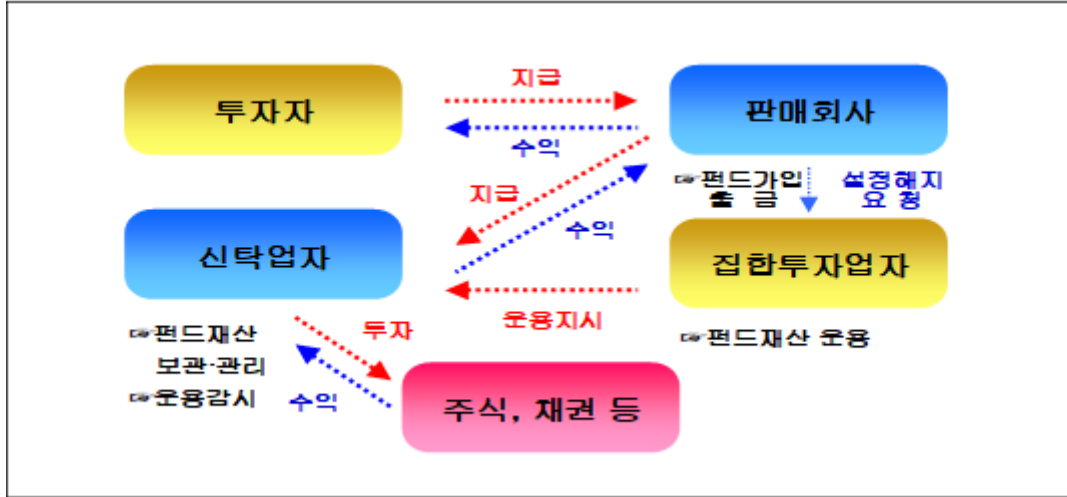 지급
투자자
판매회사
수익
☞펀드가입
출 금
설정해지
요 청
지급
수익
신탁업자
집합투자업자
운용지시
☞펀드재산
보관·관리
☞운용감시
투자
☞펀드재산 운용
수익
주식, 채권 등